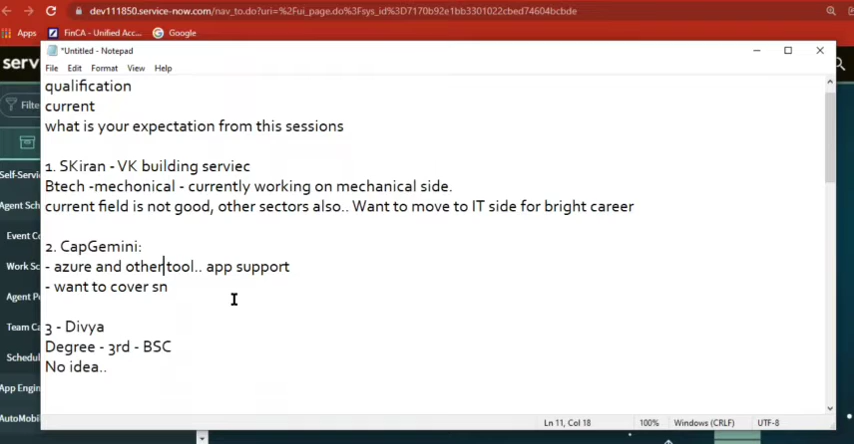 dev111850.service-now.com/nav_to.do?uri=%2Fui_page.do%3Fsys_id%3D7170b92e1bb3301022cbed74604bcbde
Apps FinCA - Unified Acc... Google
serv
*Untitled - Notepad
File Edit Format View Help
Filte
Self-Servi
Agent Sch
Event Co
Work Sc
Agent Po
Team Ca
Schedul
App Engin
AutoMobil
qualification
current
what is your expectation from this sessions
1. SKiran - VK building serviec
Btech -mechonical - currently working on mechanical side.
current field is not good, other sectors also.. Want to move to IT side for bright career
2. CapGemini:
- azure and other tool.. app support
- want to cover sn
3 - Divya
Degree - 3rd - BSC
No idea..
Ln 11, Col 18 100% Windows (CRLF) UTF-8